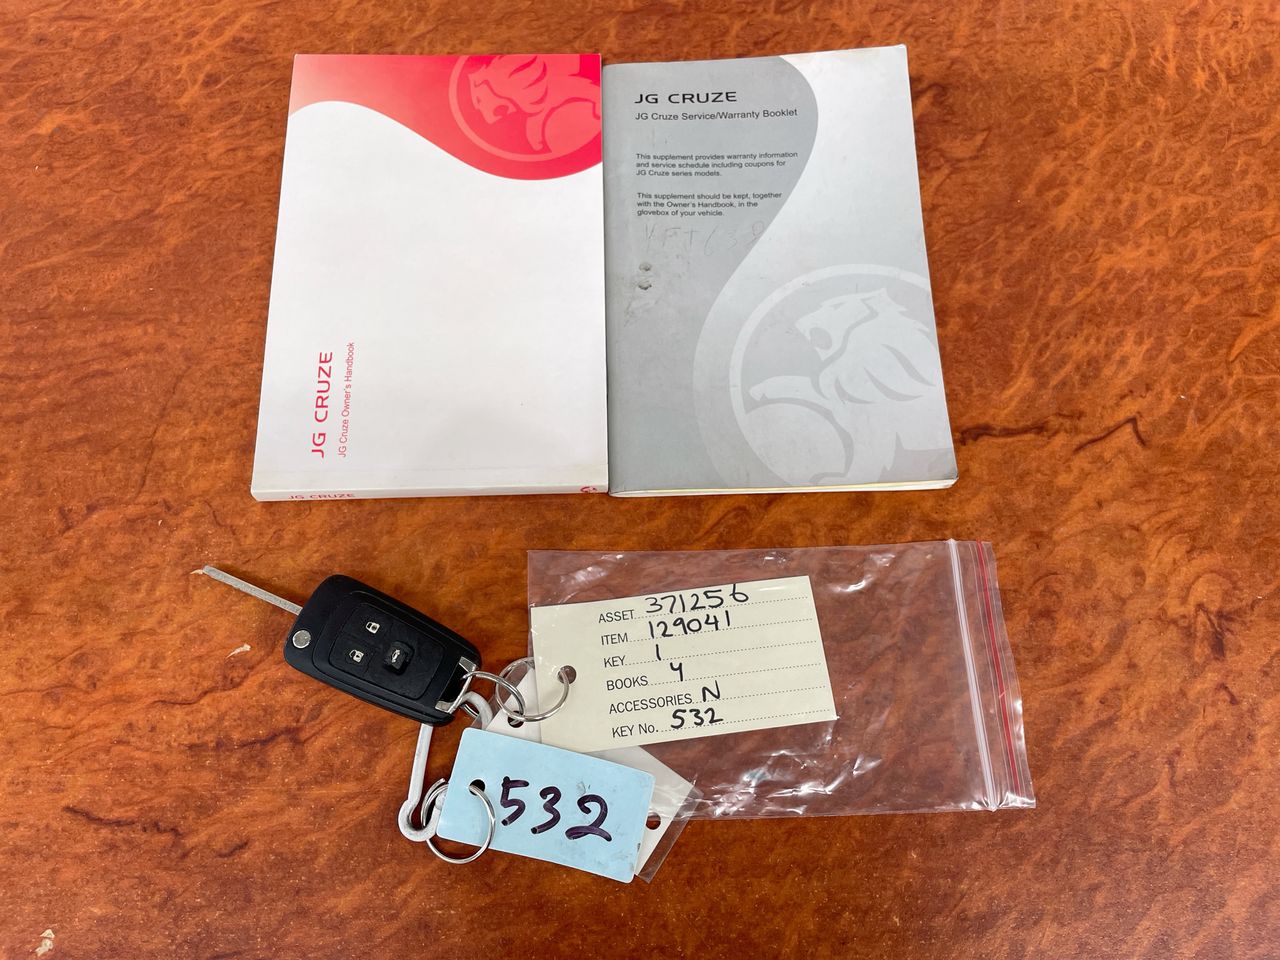 JG CRUZE
JG Cruze Owner's Handbook
JG CRUZE
JG CRUZE
JG Cruze Service/Warranty Booklet
This supplement provides warranty information
and service schedule including coupons for
JG Cruze series models.
This supplement should be kept, together
with the Owner's Handbook, in the
glovebox of your vehicle.
ASSET 371256
ITEM 129041
KEY 1
BOOKS Y
ACCESSORIES N
KEY No. 532
532